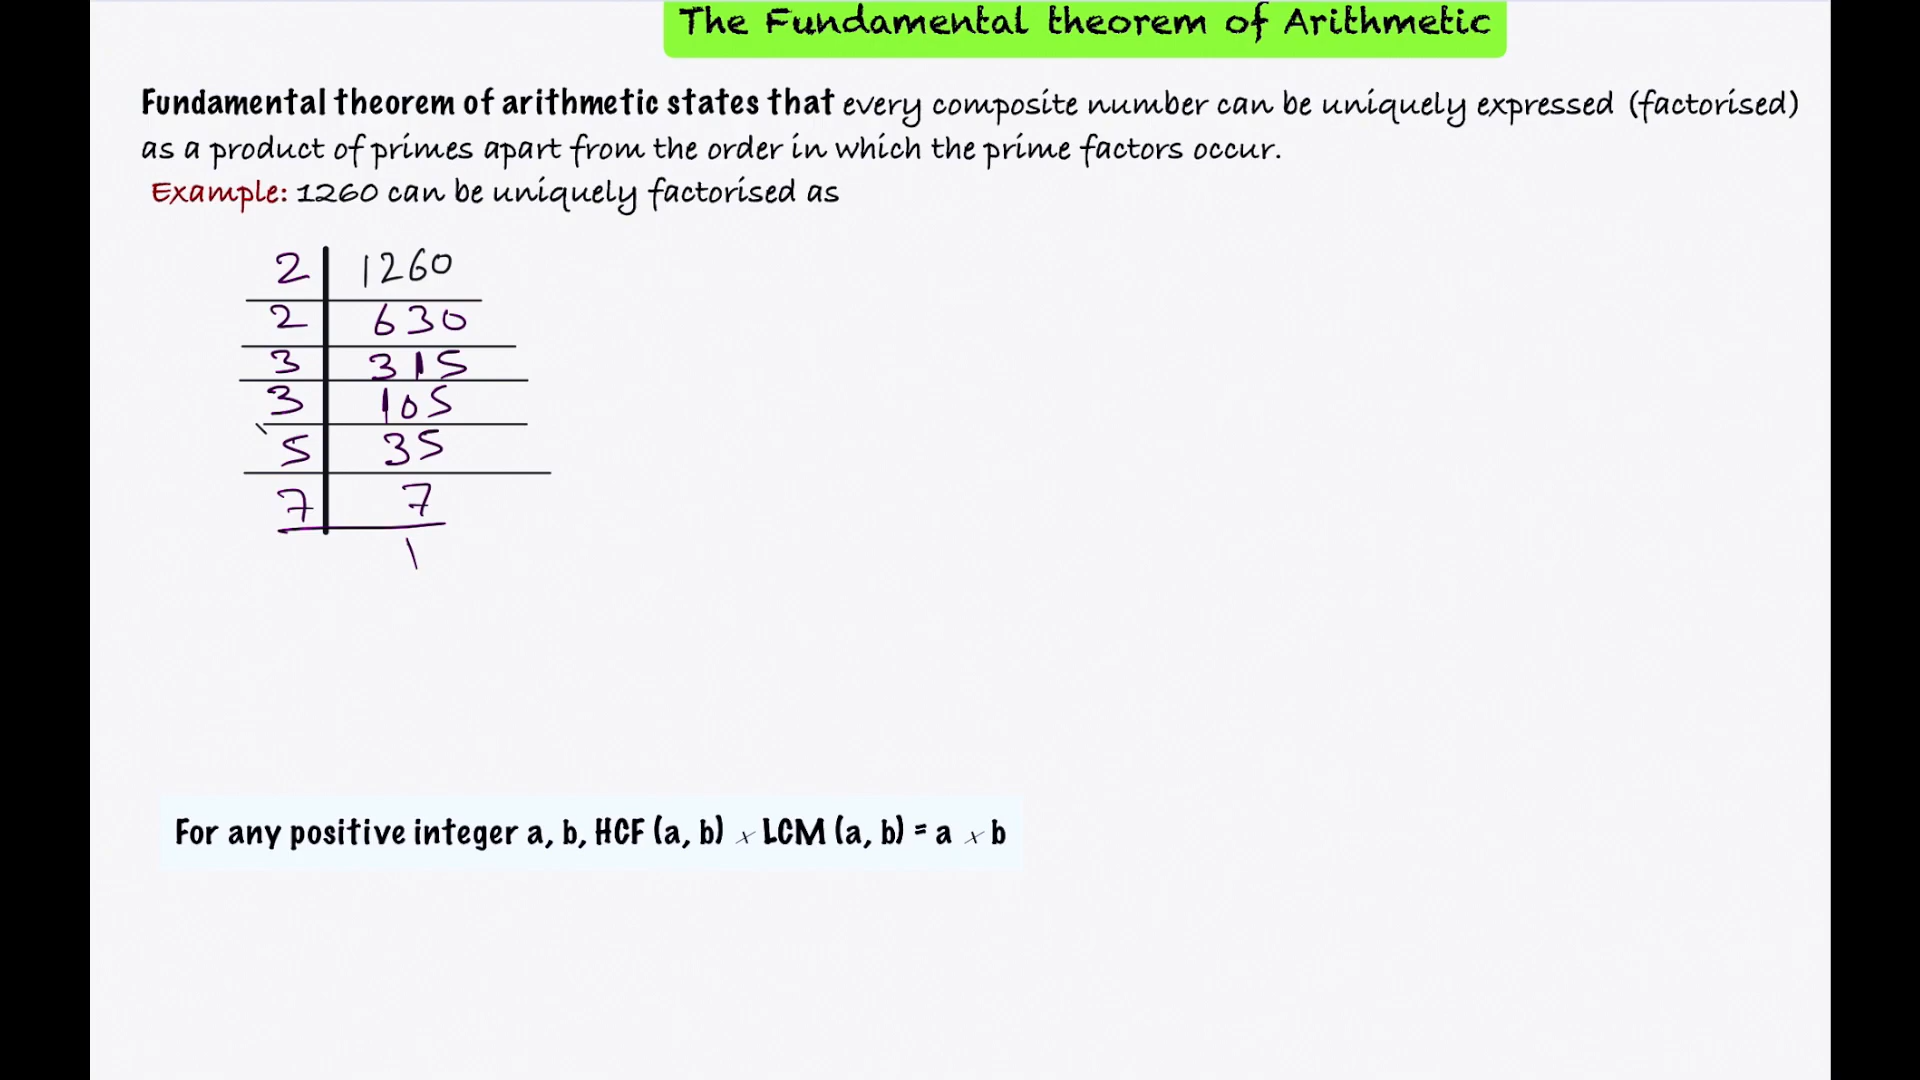 The Fundamental theorem of Arithmetic
Fundamental theorem of arithmetic states that every composite number can be uniquely expressed (factorised)
as a product of primes apart from the order in which the prime factors occur.
Example: 1260 can be uniquely factorised as
2 1260
2 630
3 315
3 105
5 35
7 7
1
For any positive integer a, b, HCF (a, b) × LCM (a, b) = a × b